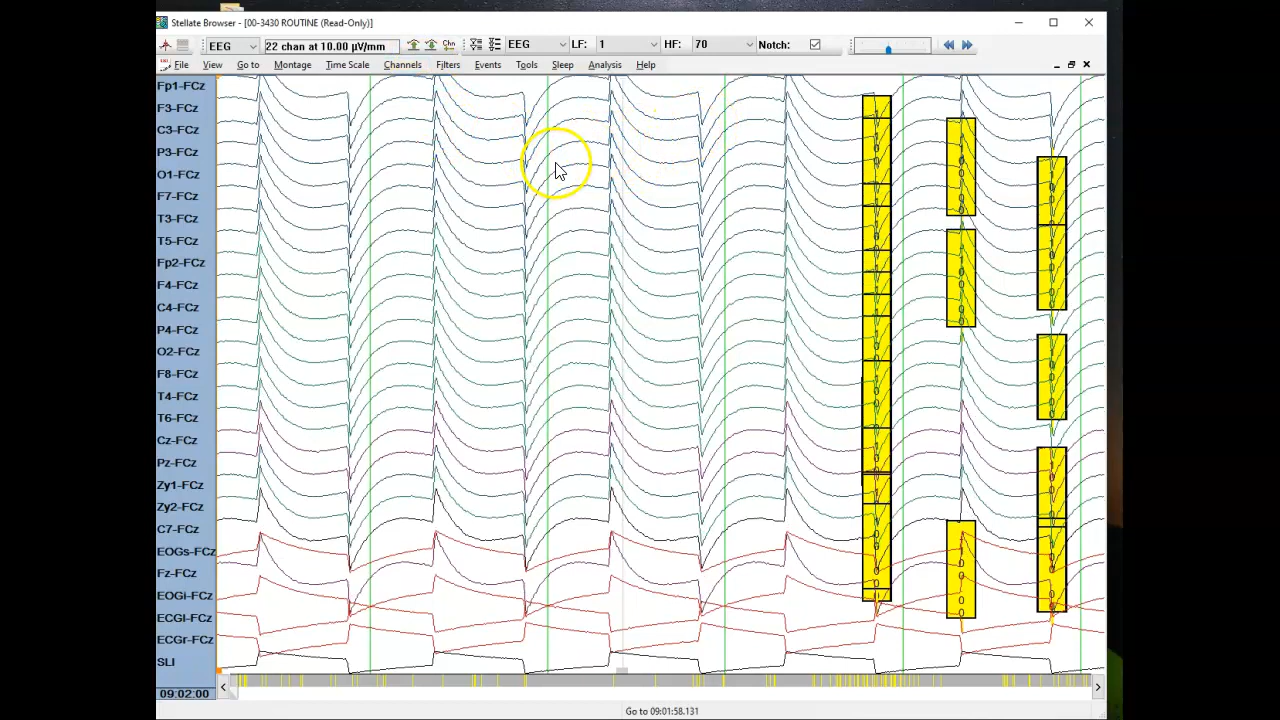 Stellate Browser - [00-3430 ROUTINE (Read-Only)]
EEG 22 chan at 10.00 µV/mm Chn EEG LF: 1 HF: 70 Notch:
File View Go to Montage Time Scale Channels Filters Events Tools Sleep Analysis Help
Fp1-FCz
F3-FCz
C3-FCz
P3-FCz
O1-FCz
F7-FCz
T3-FCz
T5-FCz
Fp2-FCz
F4-FCz
C4-FCz
P4-FCz
O2-FCz
F8-FCz
T4-FCz
T6-FCz
Cz-FCz
Pz-FCz
Zy1-FCz
Zy2-FCz
C7-FCz
EOGs-FCz
Fz-FCz
EOGi-FCz
ECGl-FCz
ECGr-FCz
SLI
09:02:00
Go to 09:01:58.131